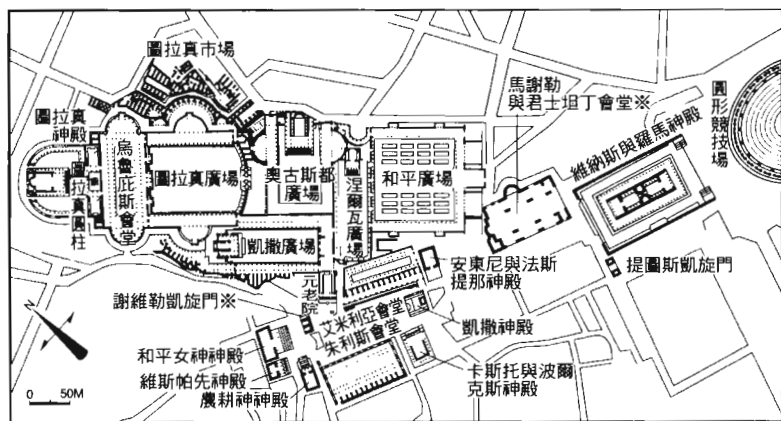 圖拉真市場
圖拉真
神殿
圖拉真圓柱
烏魯庇斯會堂
圖拉真廣場
奧古斯都
廣場
涅爾瓦廣場
和平廣場
馬謝勒
與君士坦丁會堂※
維納斯與羅馬神殿
圓形競技場
凱撒廣場
元老院
安東尼與法斯
提那神殿
提圖斯凱旋門
謝維勒凱旋門※
艾米利亞會堂
朱利斯會堂
凱撒神殿
和平女神神殿
維斯帕先神殿
農耕神神殿
卡斯托與波爾
克斯神殿
N
0 50M